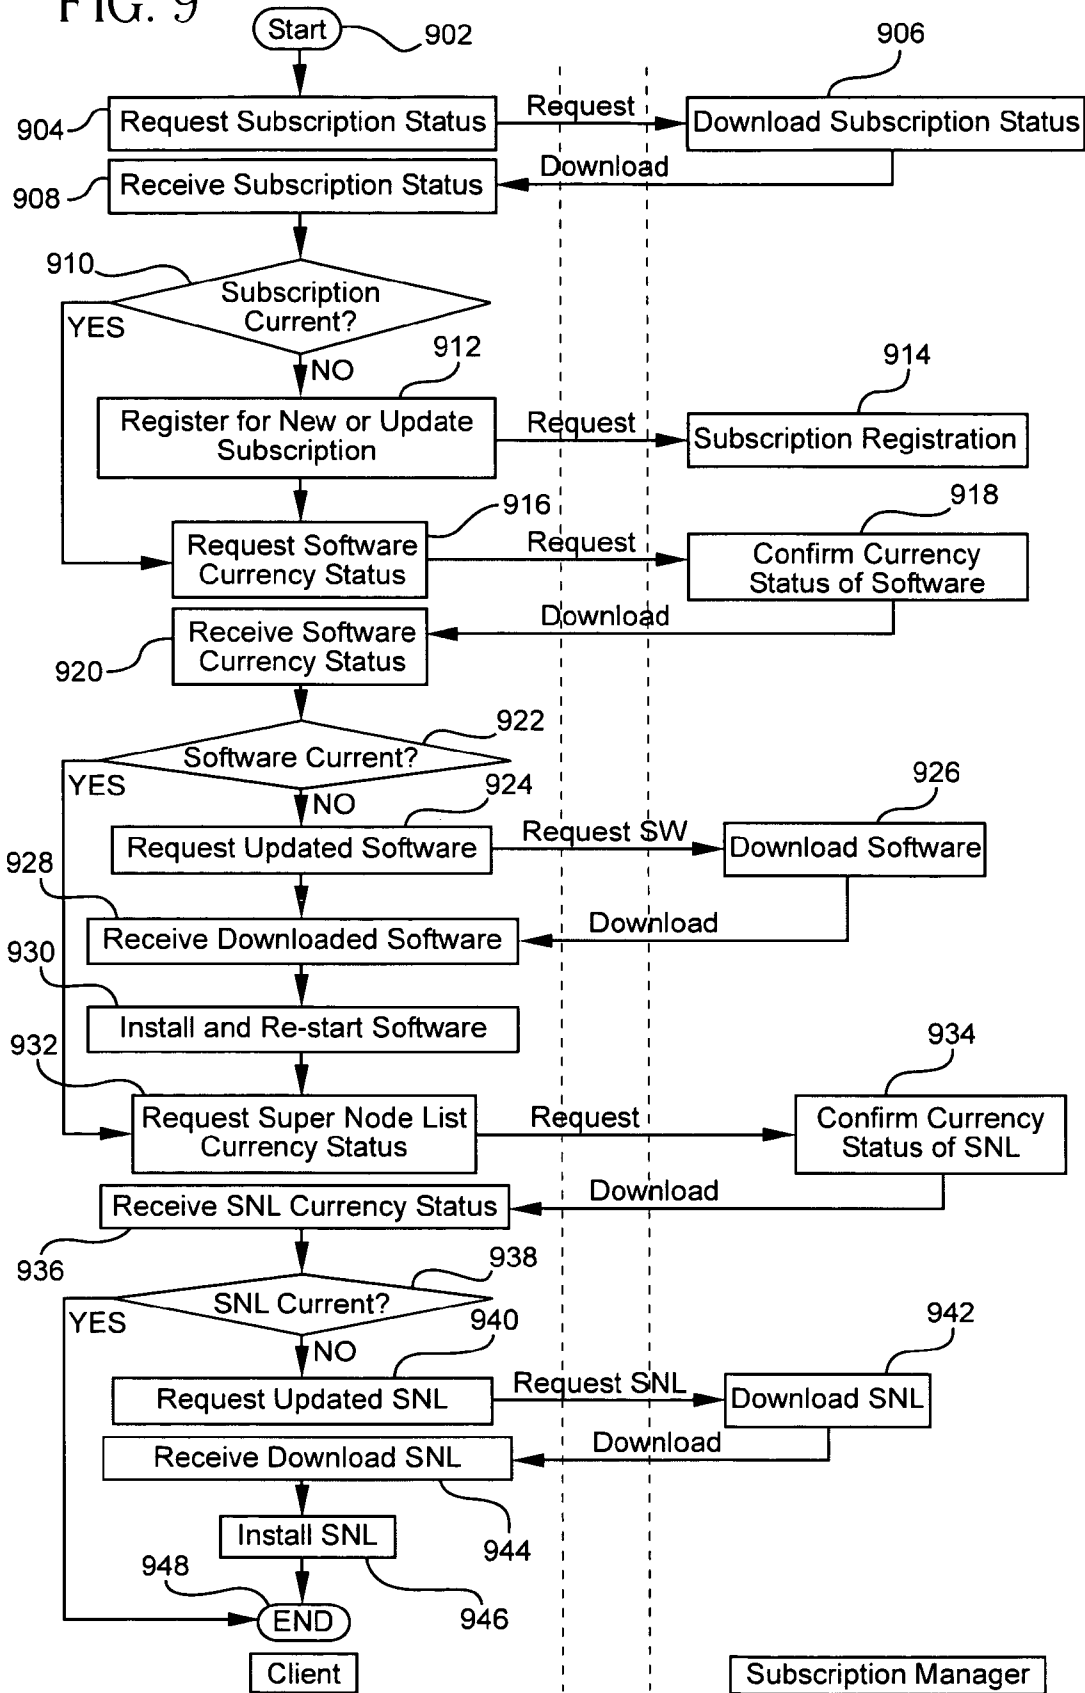 FIG. 9
Start
902
906
904
Request Subscription Status
Request
Download Subscription Status
908
Receive Subscription Status
Download
910
Subscription
Current?
YES
NO
912
914
Register for New or Update
Subscription
Request
Subscription Registration
916
918
Request Software
Currency Status
Request
Confirm Currency
Status of Software
920
Receive Software
Currency Status
Download
922
Software Current?
YES
NO
924
926
Request Updated Software
Request SW
Download Software
928
Receive Downloaded Software
Download
930
Install and Re-start Software
932
934
Request Super Node List
Currency Status
Request
Confirm Currency
Status of SNL
Receive SNL Currency Status
Download
936
938
SNL Current?
YES
NO
940
942
Request Updated SNL
Request SNL
Download SNL
Receive Download SNL
Download
944
Install SNL
946
948
END
Client
Subscription Manager